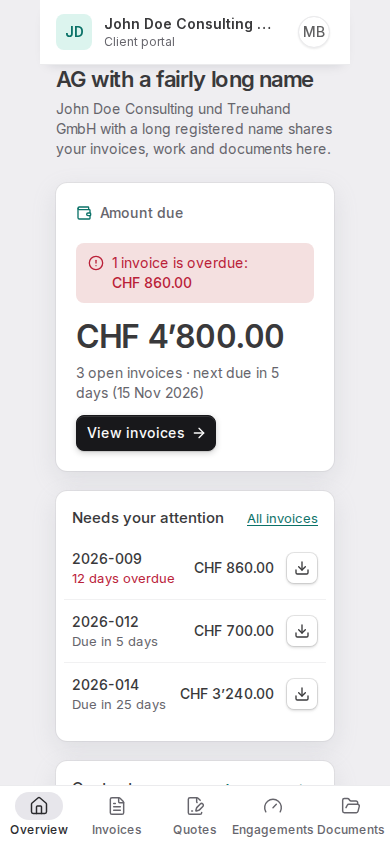 JD
John Doe Consulting ...
Client portal
MB
AG with a fairly long name
John Doe Consulting und Treuhand
GmbH with a long registered name shares
your invoices, work and documents here.
Amount due
1 invoice is overdue:
CHF 860.00
CHF 4’800.00
3 open invoices · next due in 5
days (15 Nov 2026)
View invoices
Needs your attention
All invoices
2026-009
12 days overdue
CHF 860.00
2026-012
Due in 5 days
CHF 700.00
2026-014
Due in 25 days
CHF 3’240.00
Overview
Invoices
Quotes
Engagements
Documents